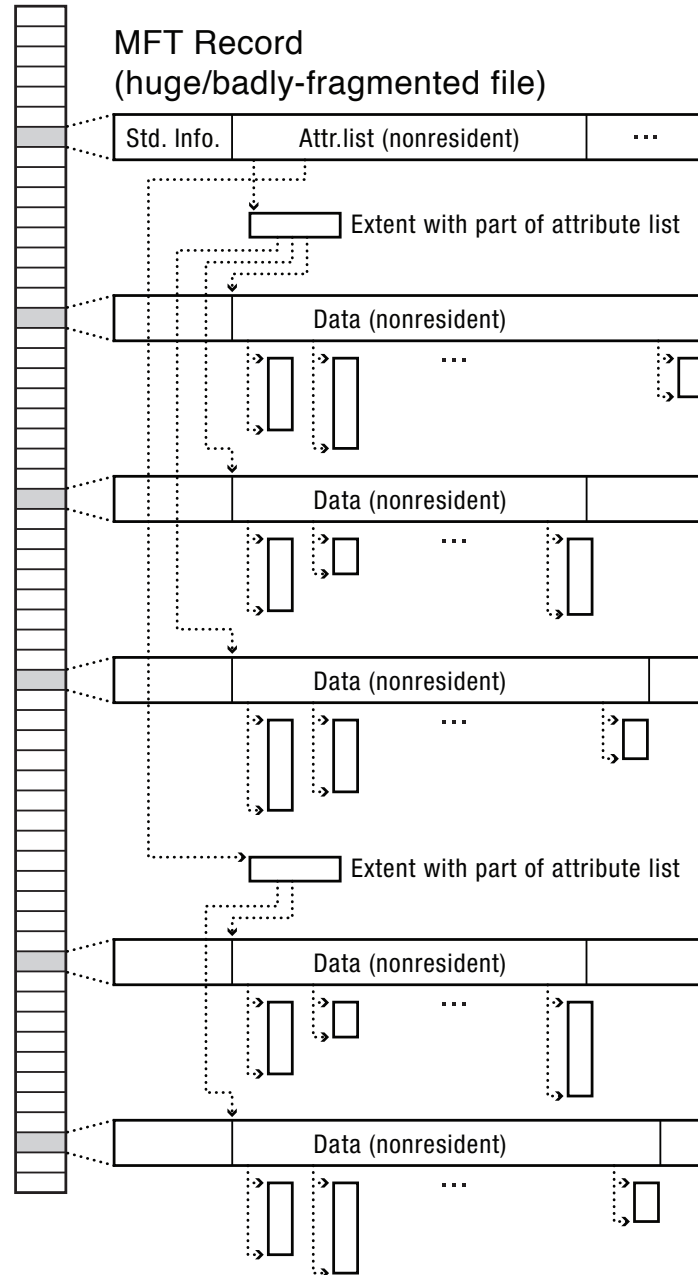 MFT Record
(huge/badly-fragmented file)
Std. Info. Attr.list (nonresident) ...
Extent with part of attribute list
Data (nonresident)
...
Data (nonresident)
...
Data (nonresident)
...
Extent with part of attribute list
Data (nonresident)
...
Data (nonresident)
...